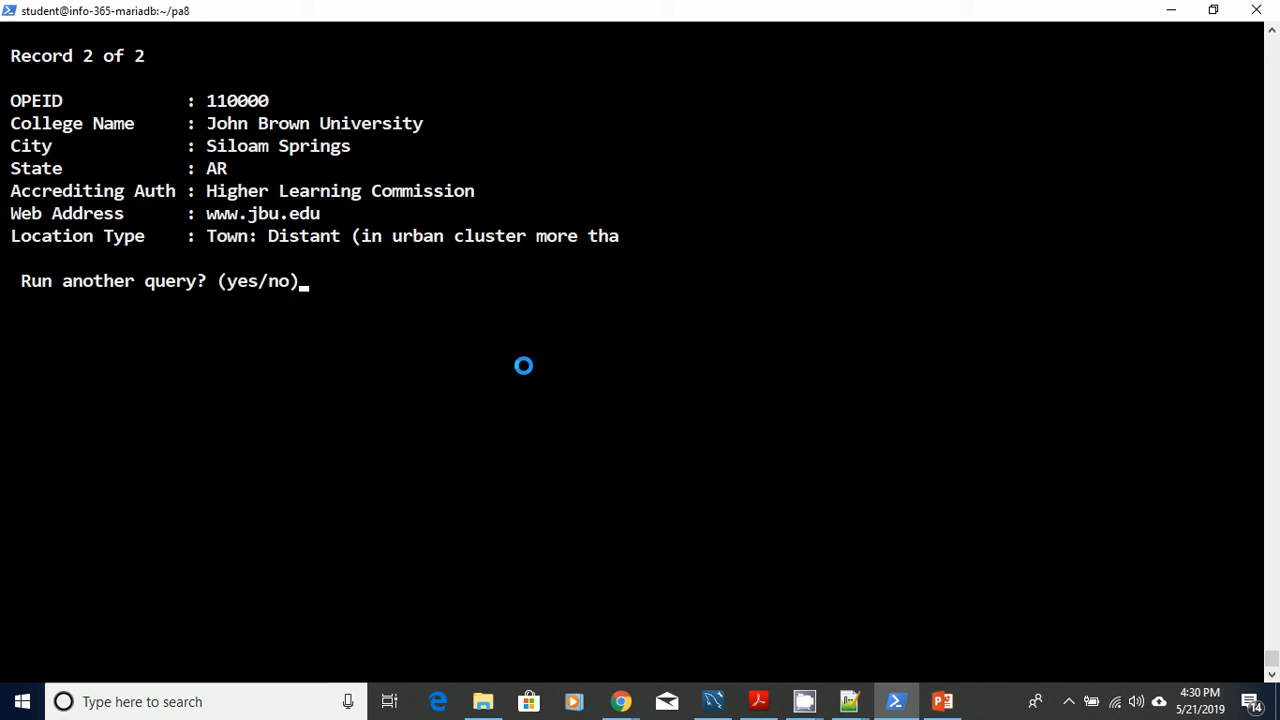 student@info-365-mariadb:~/pa8
Record 2 of 2
OPEID : 110000
College Name : John Brown University
City : Siloam Springs
State : AR
Accrediting Auth : Higher Learning Commission
Web Address : www.jbu.edu
Location Type : Town: Distant (in urban cluster more tha
Run another query? (yes/no)
Type here to search
4:30 PM
5/21/2019
14